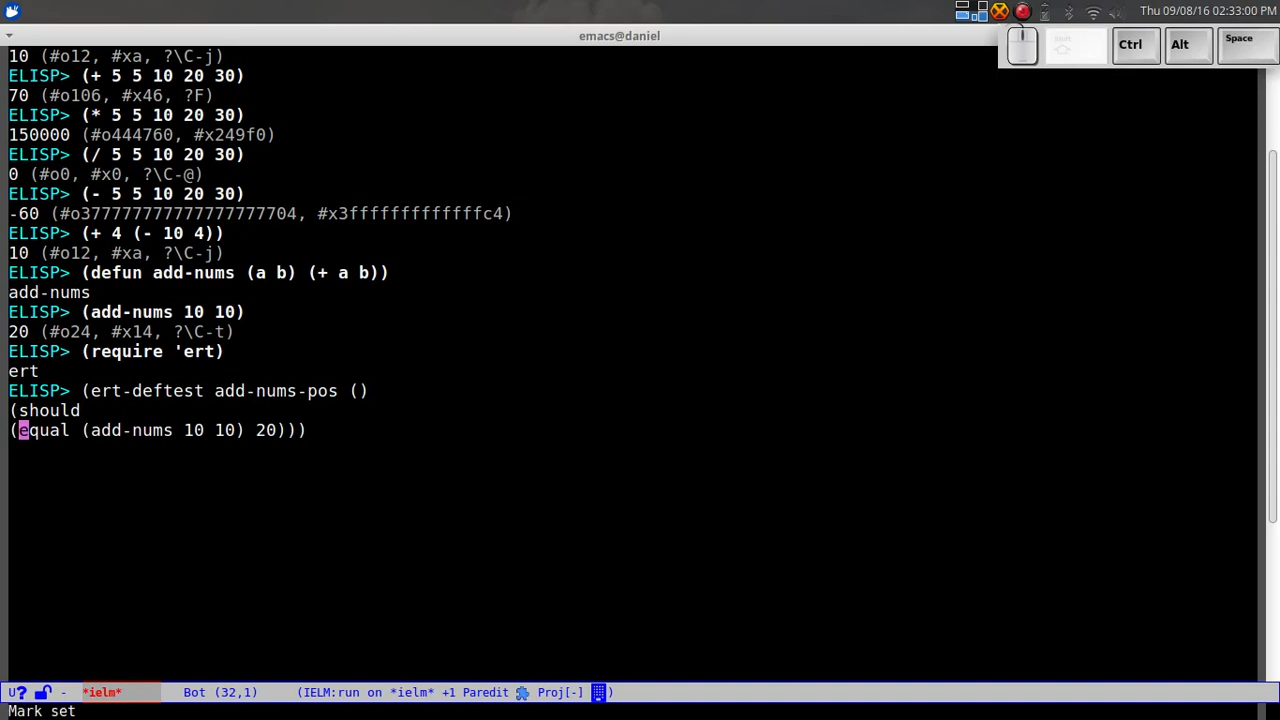 Thu 09/08/16 02:33:00 PM
emacs@daniel
Shift
Ctrl
Alt
Space
10 (#o12, #xa, ?\C-j)
ELISP> (+ 5 5 10 20 30)
70 (#o106, #x46, ?F)
ELISP> (* 5 5 10 20 30)
150000 (#o444760, #x249f0)
ELISP> (/ 5 5 10 20 30)
0 (#o0, #x0, ?\C-@)
ELISP> (- 5 5 10 20 30)
-60 (#o37777777777777777704, #x3fffffffffffffc4)
ELISP> (+ 4 (- 10 4))
10 (#o12, #xa, ?\C-j)
ELISP> (defun add-nums (a b) (+ a b))
add-nums
ELISP> (add-nums 10 10)
20 (#o24, #x14, ?\C-t)
ELISP> (require 'ert)
ert
ELISP> (ert-deftest add-nums-pos ()
(should
(equal (add-nums 10 10) 20)))
U? - *ielm* Bot (32,1) (IELM:run on *ielm* +1 Paredit Proj[-] )
Mark set